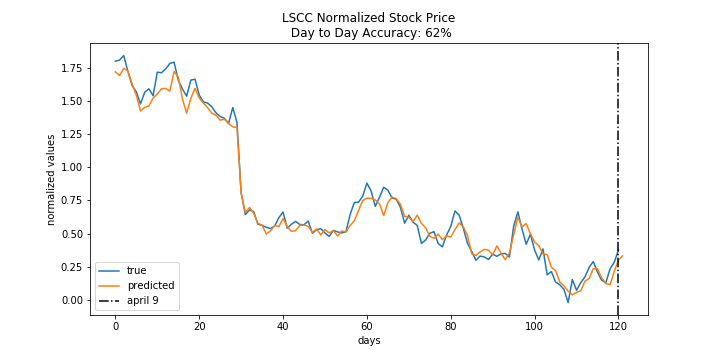 LSCC Normalized Stock Price
Day to Day Accuracy: 62%
normalized values
1.75
1.50
1.25
1.00
0.75
0.50
0.25
0.00
true
predicted
april 9
0 20 40 60 80 100 120
days